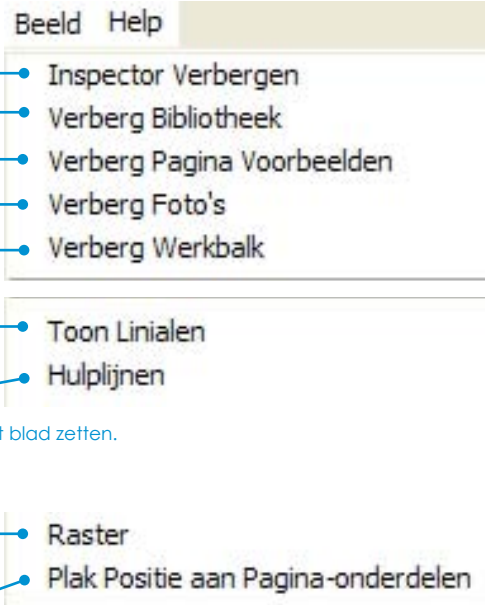 Beeld Help
Inspector Verbergen
Verberg Bibliotheek
Verberg Pagina Voorbeelden
Verberg Foto's
Verberg Werkbalk
Toon Linialen
Hulplijnen
t blad zetten.
Raster
Plak Positie aan Pagina-onderdelen